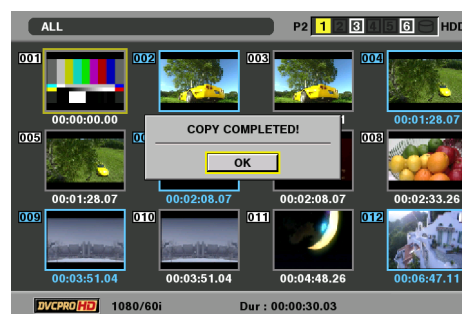 ALL P2 1 2 3 4 5 6 HDD
001 002 003 004
00:00:00.00 1 00:01:28.07
COPY COMPLETED!
OK
005 00 008
00:01:28.07 00:02:08.07 00:02:08.07 00:02:33.26
009 010 011 012
00:03:51.04 00:03:51.04 00:04:48.26 00:06:47.11
DVCPRO HD 1080/60i Dur : 00:00:30.03